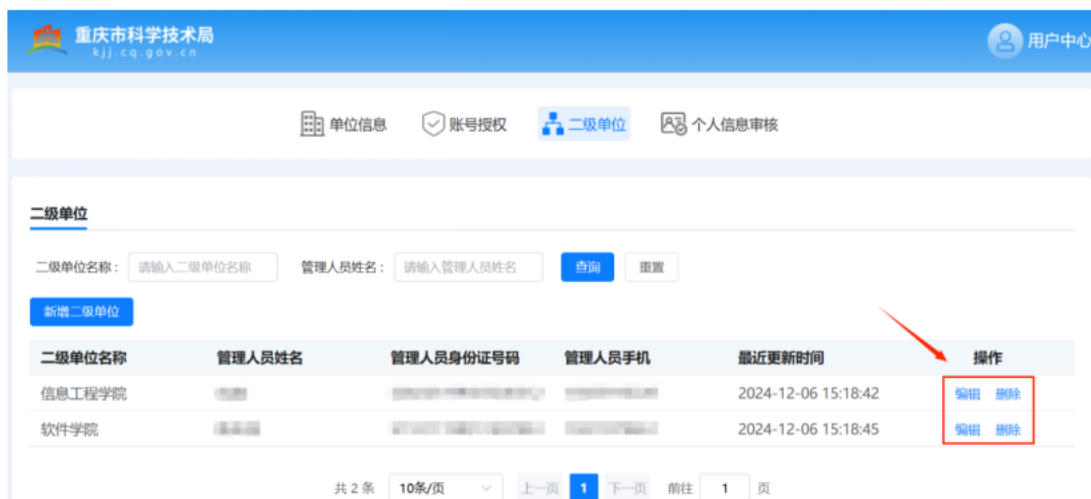 重庆市科学技术局
kjj.cq.gov.cn
用户中心
单位信息 账号授权 二级单位 个人信息审核
二级单位
二级单位名称： 请输入二级单位名称 管理人员姓名： 请输入管理人员姓名 查询 重置
新增二级单位
二级单位名称 管理人员姓名 管理人员身份证号码 管理人员手机 最近更新时间 操作
信息工程学院 2024-12-06 15:18:42 编辑 删除
软件学院 2024-12-06 15:18:45 编辑 删除
共 2 条 10条/页 上一页 1 下一页 前往 1 页